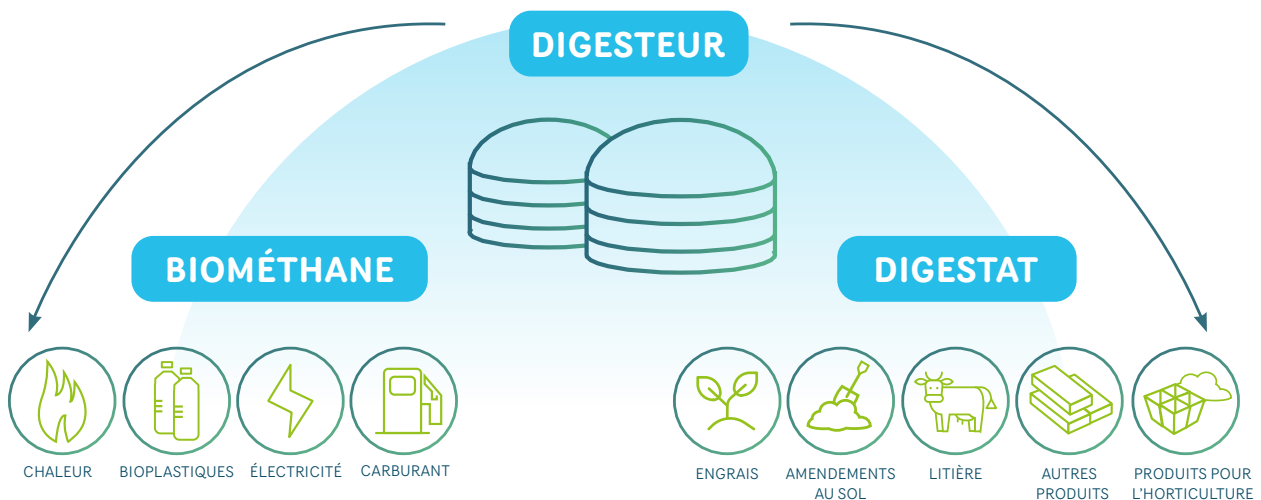 DIGESTEUR
BIOMÉTHANE
DIGESTAT
CHALEUR
BIOPLASTIQUES
ÉLECTRICITÉ
CARBURANT
ENGRAIS
AMENDEMENTS
AU SOL
LITIÈRE
AUTRES
PRODUITS
PRODUITS POUR
L'HORTICULTURE